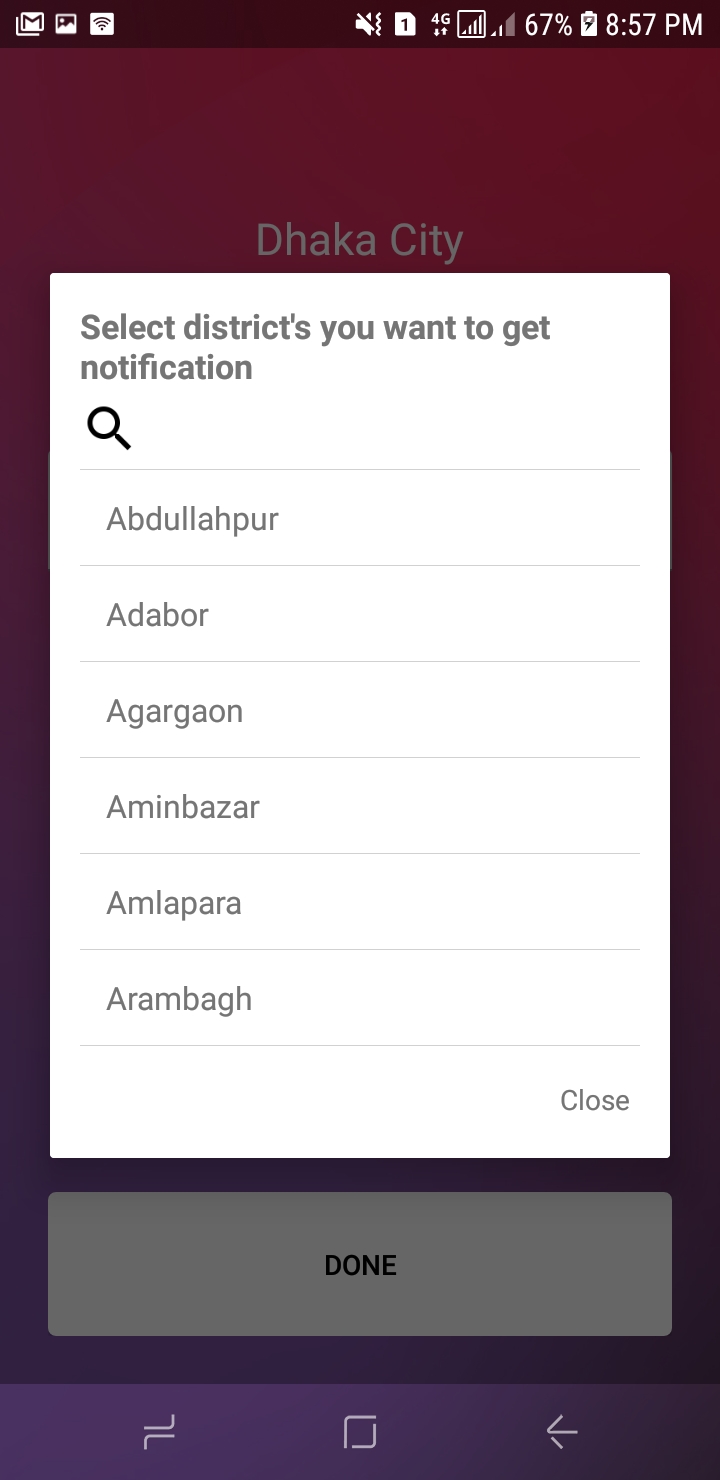 4G 67% 8:57 PM
Dhaka City
Select district's you want to get
notification
Abdullahpur
Adabor
Agargaon
Aminbazar
Amlapara
Arambagh
Close
DONE